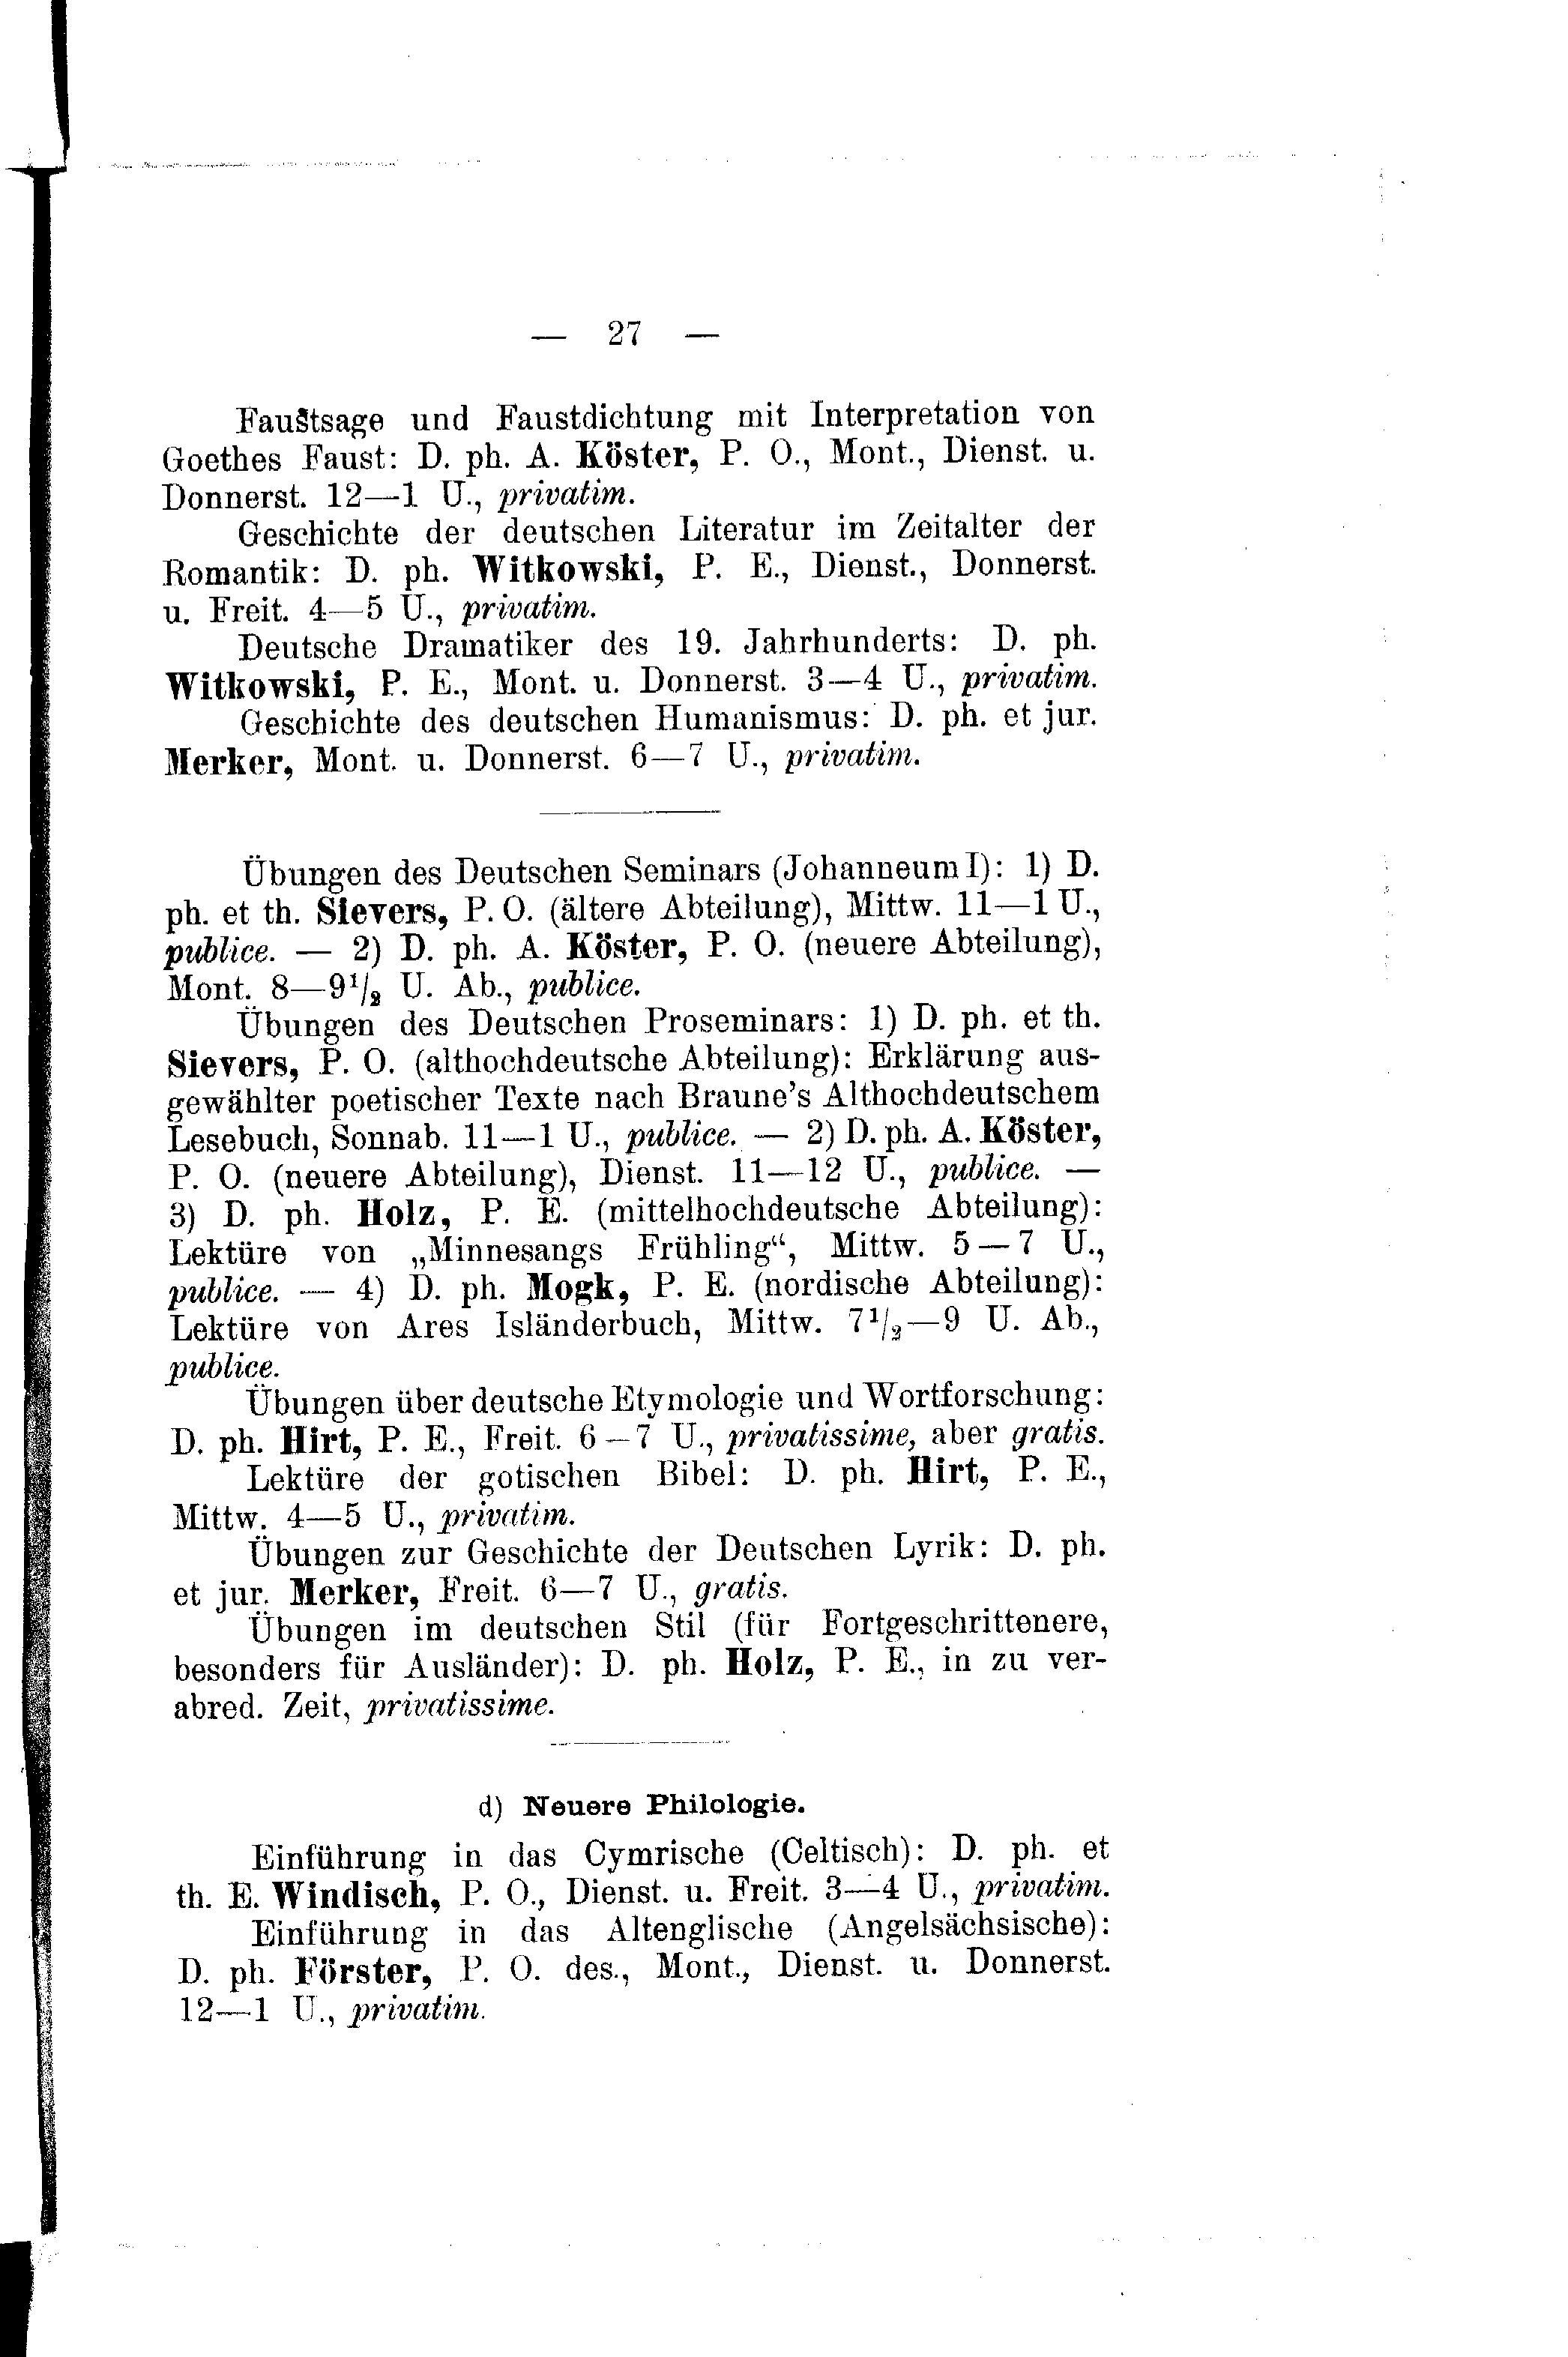 — 27 —
Faustsage und Faustdichtung mit Interpretation von
Goethes Faust: D. ph. A. Köster, P. O., Mont., Dienst. u.
Donnerst. 12—1 U., privatim.
Geschichte der deutschen Literatur im Zeitalter der
Romantik: D. ph. Witkowski, P. E., Dienst., Donnerst.
u. Freit. 4—5 U., privatim.
Deutsche Dramatiker des 19. Jahrhunderts: D. ph.
Witkowski, P. E., Mont. u. Donnerst. 3—4 U., privatim.
Geschichte des deutschen Humanismus: D. ph. et jur.
Merker, Mont. u. Donnerst. 6—7 U., privatim.
Übungen des Deutschen Seminars (Johanneum I): 1) D.
ph. et th. Sievers, P. O. (ältere Abteilung), Mittw. 11—1 U.,
publice. — 2) D. ph. A. Köster, P. O. (neuere Abteilung),
Mont. 8—9½ U. Ab., publice.
Übungen des Deutschen Proseminars: 1) D. ph. et th.
Sievers, P. O. (althochdeutsche Abteilung): Erklärung aus-
gewählter poetischer Texte nach Braune's Althochdeutschem
Lesebuch, Sonnab. 11—1 U., publice. — 2) D. ph. A. Köster,
P. O. (neuere Abteilung), Dienst. 11—12 U., publice. —
3) D. ph. Holz, P. E. (mittelhochdeutsche Abteilung):
Lektüre von „Minnesangs Frühling“, Mittw. 5—7 U.,
publice. — 4) D. ph. Mogk, P. E. (nordische Abteilung):
Lektüre von Ares Isländerbuch, Mittw. 7½—9 U. Ab.,
publice.
Übungen über deutsche Etymologie und Wortforschung:
D. ph. Hirt, P. E., Freit. 6—7 U., privatissime, aber gratis.
Lektüre der gotischen Bibel: D. ph. Hirt, P. E.,
Mittw. 4—5 U., privatim.
Übungen zur Geschichte der Deutschen Lyrik: D. ph.
et jur. Merker, Freit. 6—7 U., gratis.
Übungen im deutschen Stil (für Fortgeschrittenere,
besonders für Ausländer): D. ph. Holz, P. E., in zu ver-
abred. Zeit, privatissime.
d) Neuere Philologie.
Einführung in das Cymrische (Celtisch): D. ph. et
th. E. Windisch, P. O., Dienst. u. Freit. 3—4 U., privatim.
Einführung in das Altenglische (Angelsächsische):
D. ph. Förster, P. O. des., Mont., Dienst. u. Donnerst.
12—1 U., privatim.